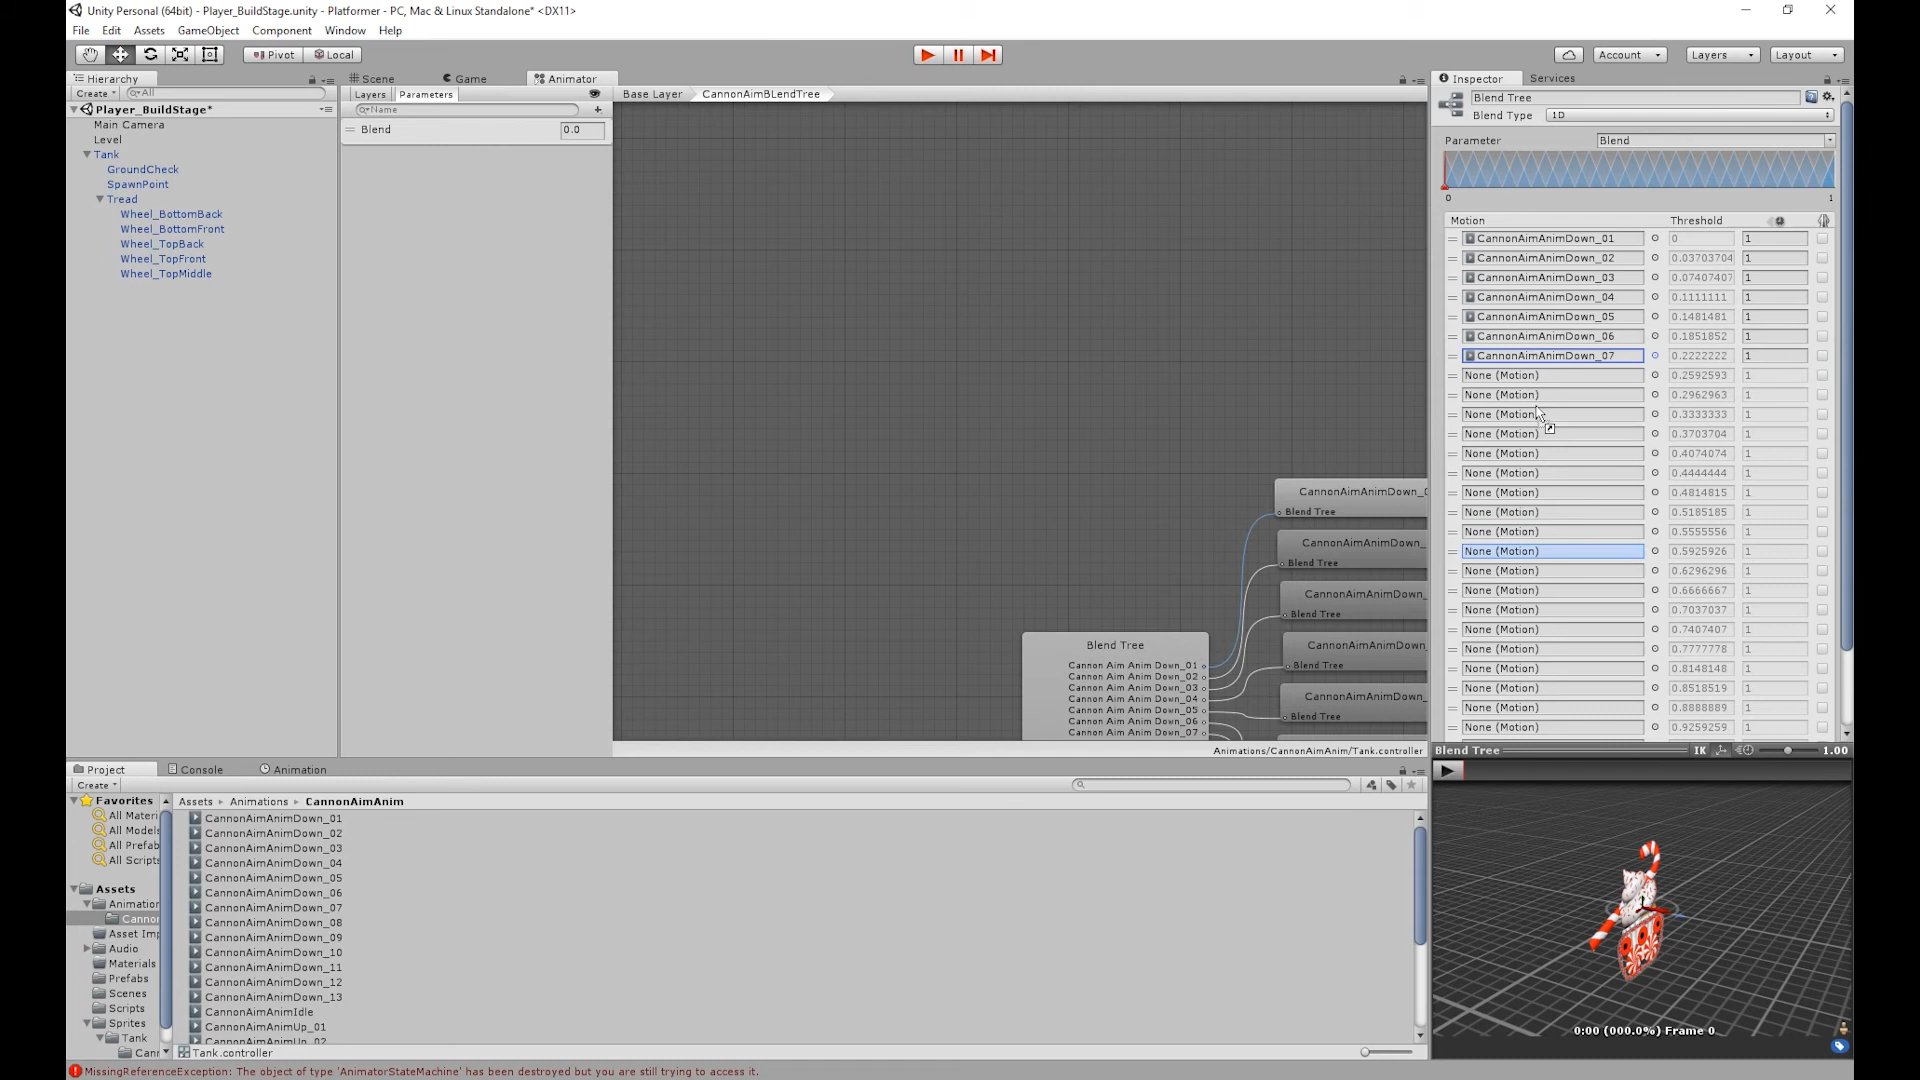 Unity Personal (64bit) - Player_BuildStage.unity - Platformer - PC, Mac & Linux Standalone* <DX11>
File Edit Assets GameObject Component Window Help
Pivot Local Account Layers Layout
Hierarchy
Create All
Player_BuildStage*
Main Camera
Level
Tank
GroundCheck
SpawnPoint
Tread
Wheel_BottomBack
Wheel_BottomFront
Wheel_TopBack
Wheel_TopFront
Wheel_TopMiddle
Scene Game Animator
Layers Parameters
Name
Blend 0.0
Base Layer CannonAimBLendTree
CannonAimAnimDown_0
Blend Tree
CannonAimAnimDown_
Blend Tree
CannonAimAnimDown_
Blend Tree
CannonAimAnimDown_
Blend Tree
CannonAimAnimDown_
Blend Tree
Blend Tree
Cannon Aim Anim Down_01
Cannon Aim Anim Down_02
Cannon Aim Anim Down_03
Cannon Aim Anim Down_04
Cannon Aim Anim Down_05
Cannon Aim Anim Down_06
Cannon Aim Anim Down_07
Animations/CannonAimAnim/Tank.controller
Inspector Services
Blend Tree
Blend Type 1D
Parameter Blend
0 1
Motion Threshold
CannonAimAnimDown_01 0 1
CannonAimAnimDown_02 0.03703704 1
CannonAimAnimDown_03 0.07407407 1
CannonAimAnimDown_04 0.1111111 1
CannonAimAnimDown_05 0.1481481 1
CannonAimAnimDown_06 0.1851852 1
CannonAimAnimDown_07 0.2222222 1
None (Motion) 0.2592593 1
None (Motion) 0.2962963 1
None (Motion) 0.3333333 1
None (Motion) 0.3703704 1
None (Motion) 0.4074074 1
None (Motion) 0.4444444 1
None (Motion) 0.4814815 1
None (Motion) 0.5185185 1
None (Motion) 0.5555556 1
None (Motion) 0.5925926 1
None (Motion) 0.6296296 1
None (Motion) 0.6666667 1
None (Motion) 0.7037037 1
None (Motion) 0.7407407 1
None (Motion) 0.7777778 1
None (Motion) 0.8148148 1
None (Motion) 0.8518519 1
None (Motion) 0.8888889 1
None (Motion) 0.9259259 1
Blend Tree IK 1.00
0:00 (000.0%) Frame 0
Project Console Animation
Create
Favorites
All Materi
All Models
All Prefab
All Scripts
Assets
Animation
Cannon
Asset Imp
Audio
Materials
Prefabs
Scenes
Scripts
Sprites
Tank
Cann
Assets Animations CannonAimAnim
CannonAimAnimDown_01
CannonAimAnimDown_02
CannonAimAnimDown_03
CannonAimAnimDown_04
CannonAimAnimDown_05
CannonAimAnimDown_06
CannonAimAnimDown_07
CannonAimAnimDown_08
CannonAimAnimDown_09
CannonAimAnimDown_10
CannonAimAnimDown_11
CannonAimAnimDown_12
CannonAimAnimDown_13
CannonAimAnimIdle
CannonAimAnimUp_01
CannonAimAnimUp_02
Tank.controller
MissingReferenceException: The object of type 'AnimatorStateMachine' has been destroyed but you are still trying to access it.